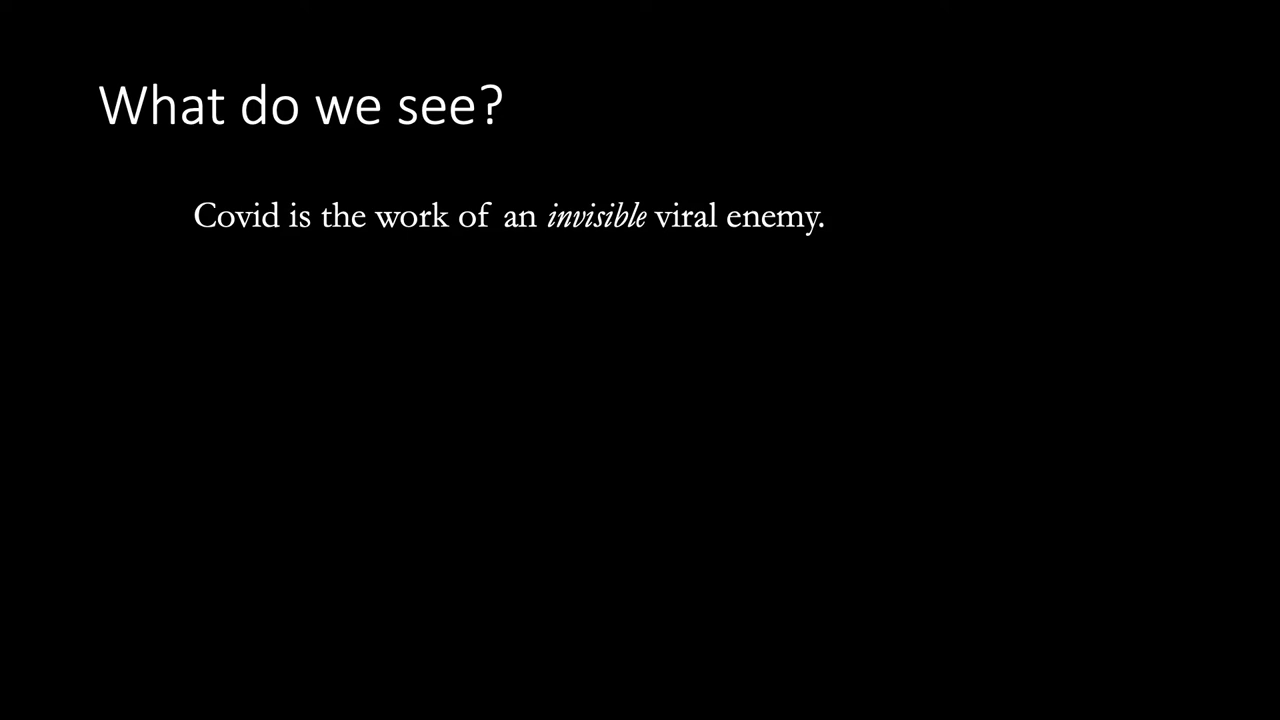 What do we see?
Covid is the work of an invisible viral enemy.